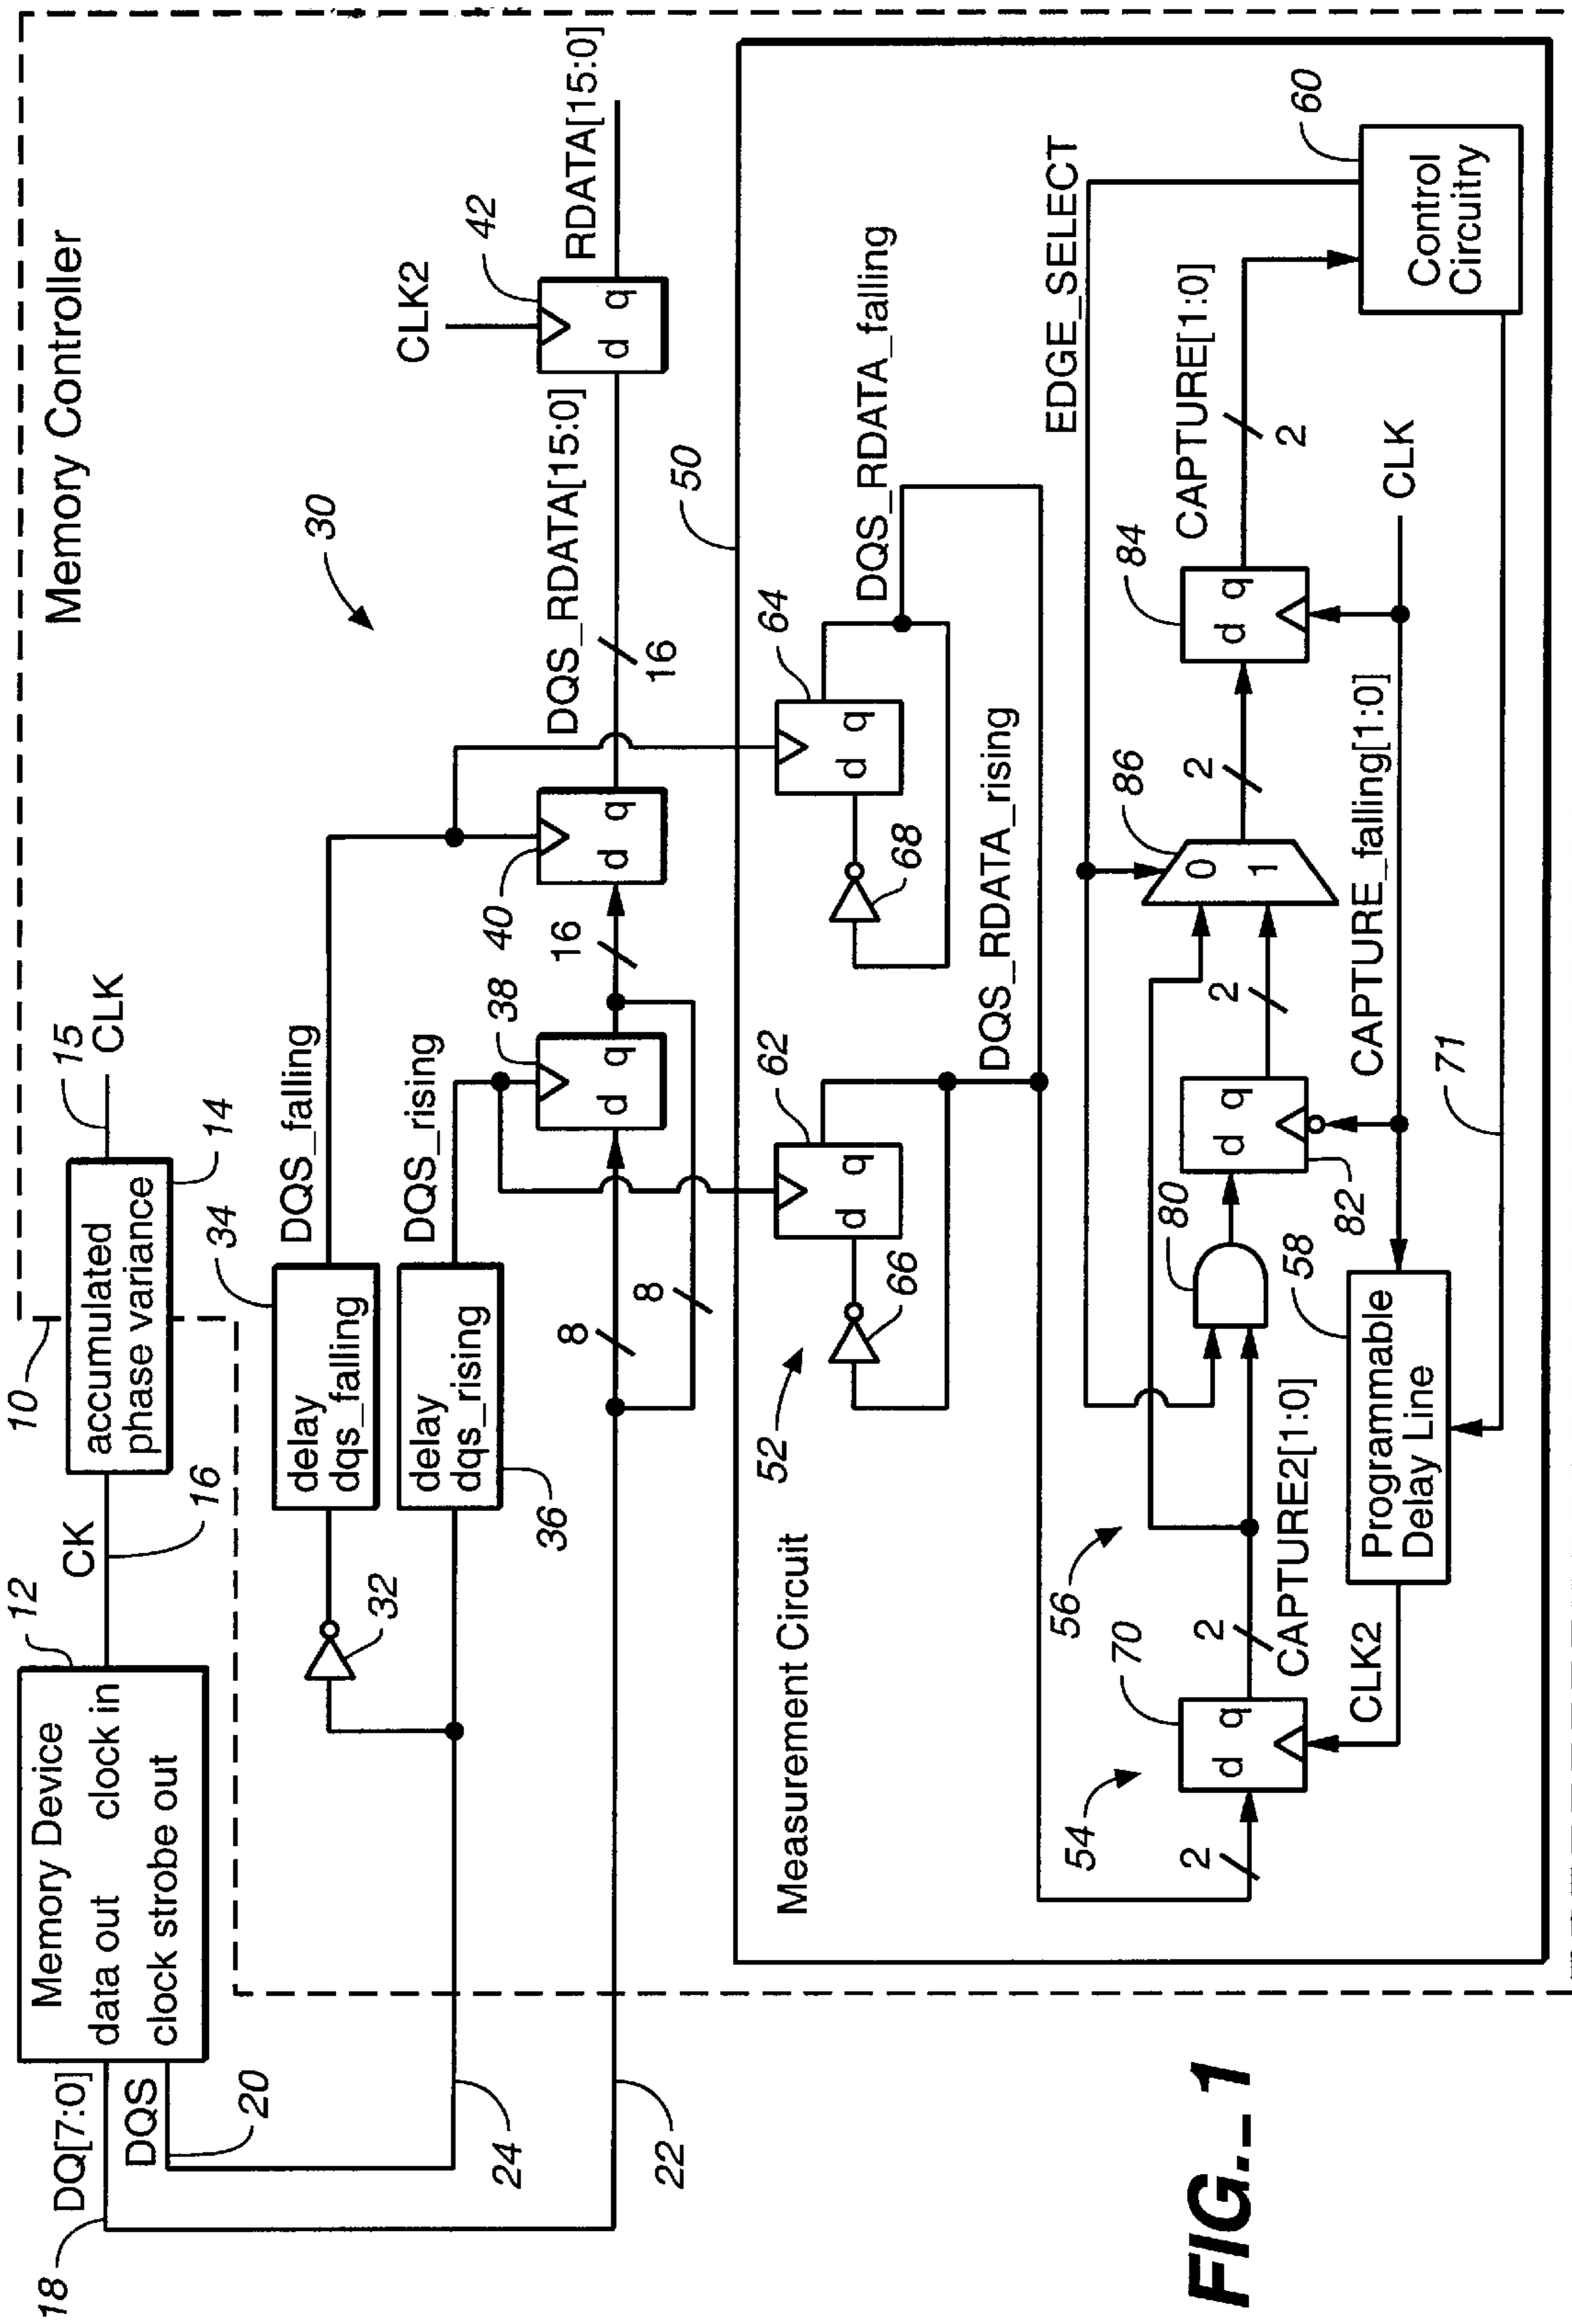 Memory Controller
10
12
Memory Device
data out
clock in
clock strobe out
CK
16
accumulated
phase variance
14
15
CLK
DQ[7:0]
18
DQS
20
24
22
32
34
delay
dqs_falling
DQS_falling
36
delay
dqs_rising
DQS_rising
30
8
8
38
d q
16
40
d q
DQS_RDATA[15:0]
16
CLK2
42
d q
RDATA[15:0]
50
Measurement Circuit
52
66
62
d q
DQS_RDATA_rising
68
64
d q
DQS_RDATA_falling
54
2
70
d q
56
2
CAPTURE2[1:0]
CLK2
Programmable
Delay Line
58
80
82
d q
2
CAPTURE_falling[1:0]
86
0
1
2
84
d q
CLK
CAPTURE[1:0]
2
EDGE_SELECT
60
Control
Circuitry
71
FIG._1